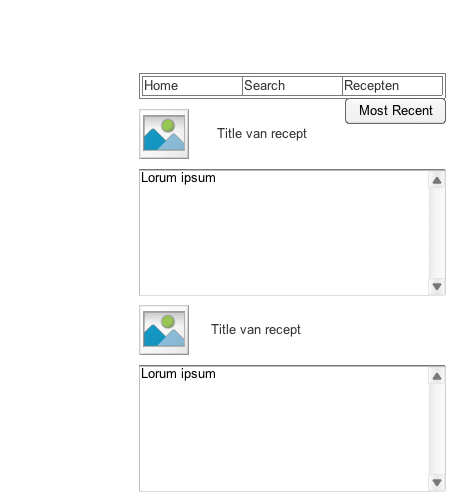 Home Search Recepten
Most Recent
Title van recept
Lorum ipsum
Title van recept
Lorum ipsum